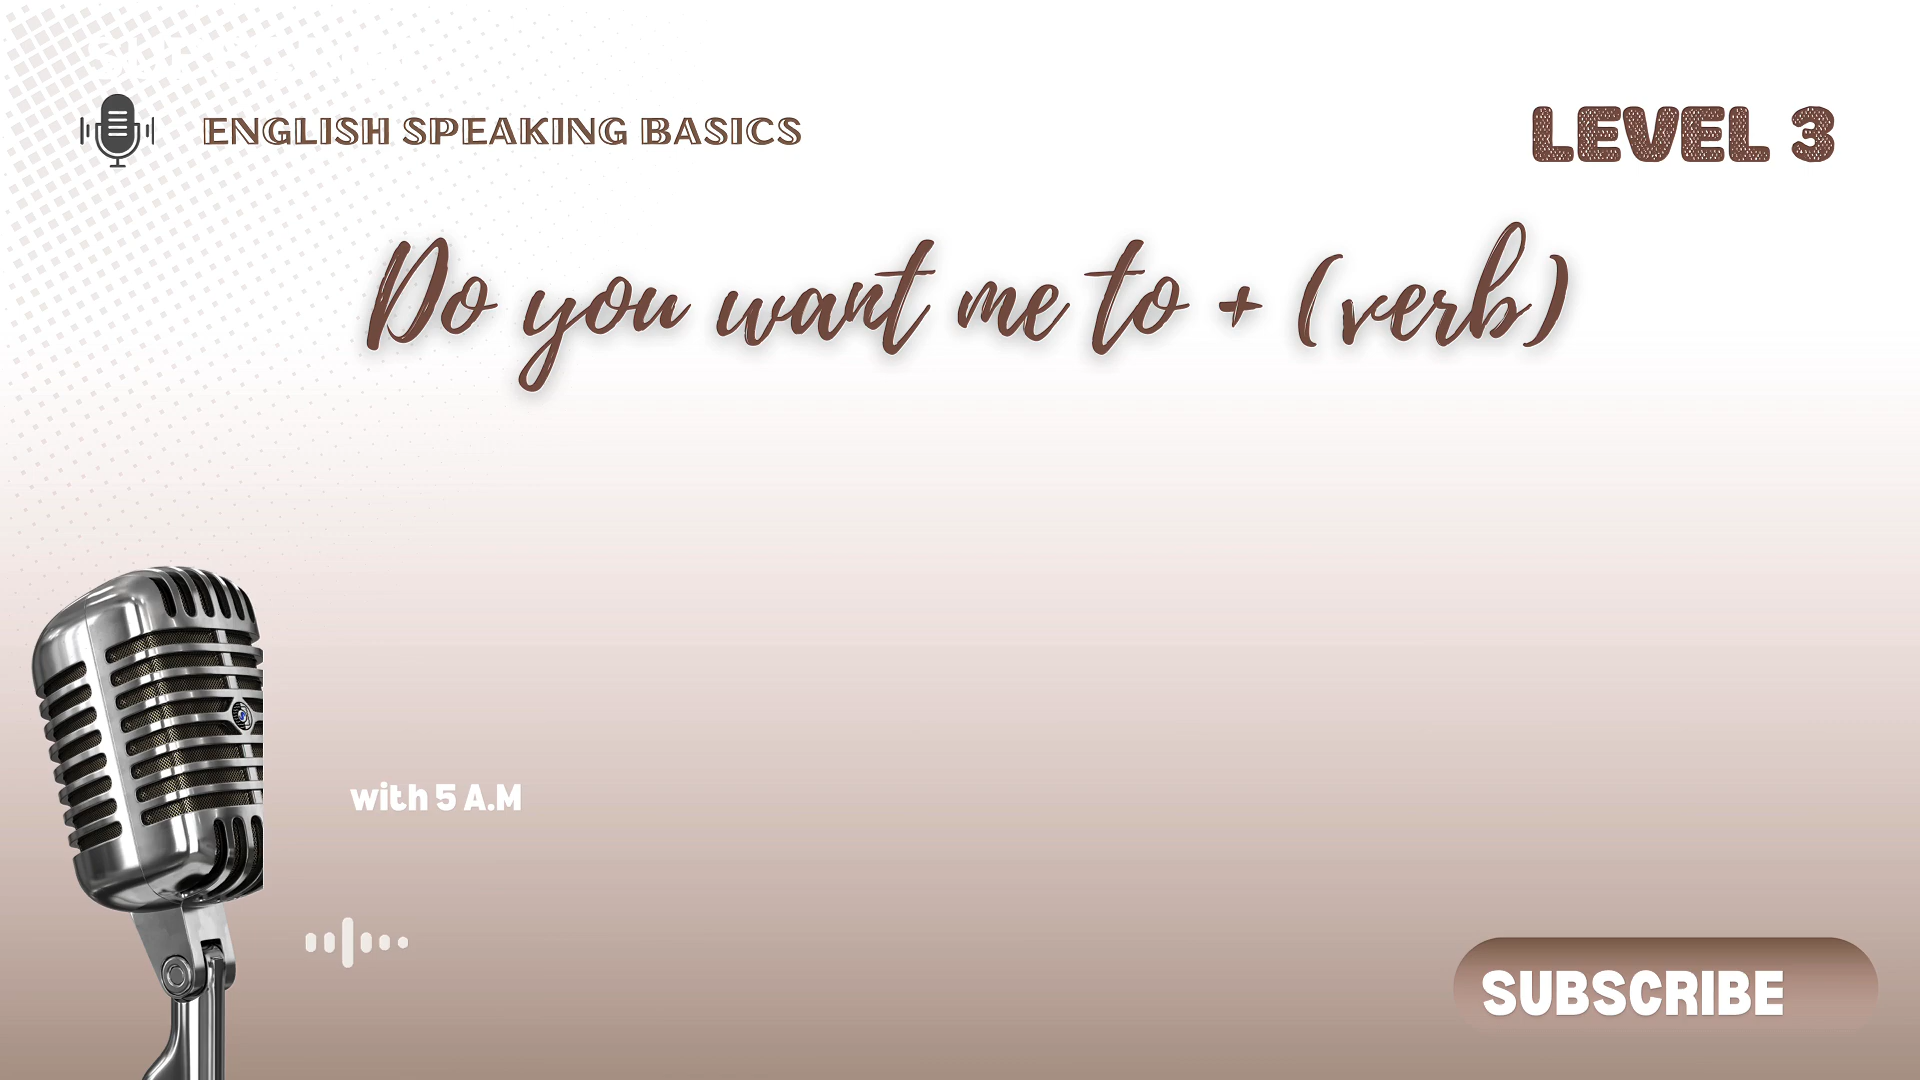 ENGLISH SPEAKING BASICS
LEVEL 3
Do you want me to + (verb)
with 5 A.M
SUBSCRIBE